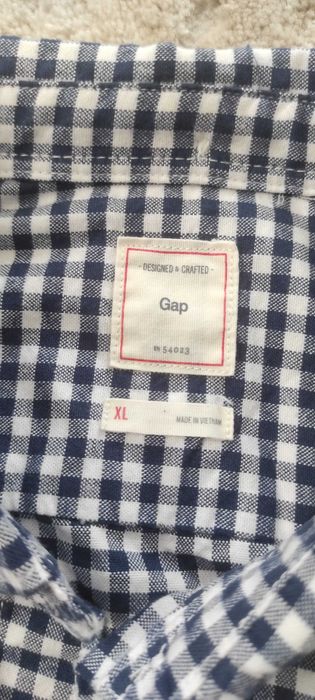 - DESIGNED & CRAFTED -
Gap
RN 54023
XL
MADE IN VIETNAM